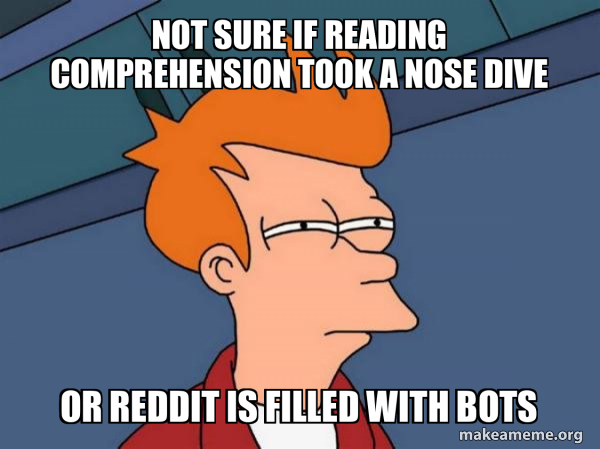 NOT SURE IF READING
COMPREHENSION TOOK A NOSE DIVE
OR REDDIT IS FILLED WITH BOTS
makeameme.org